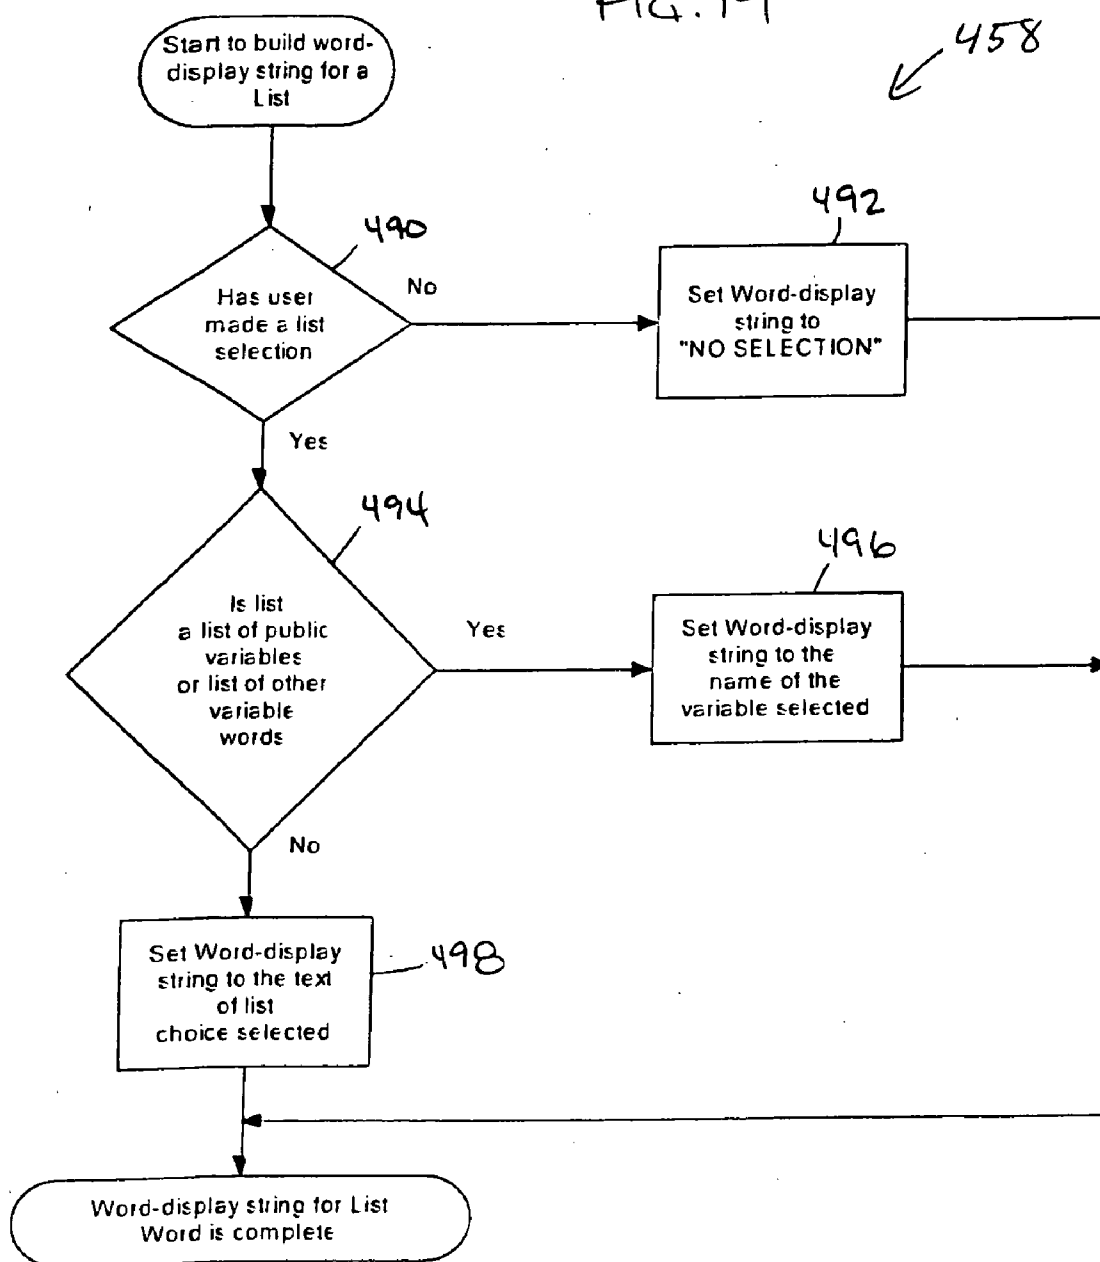 FIG. 19
458
Start to build word-
display string for a
List
490
Has user
made a list
selection
No
492
Set Word-display
string to
"NO SELECTION"
Yes
494
Is list
a list of public
variables
or list of other
variable
words
Yes
496
Set Word-display
string to the
name of the
variable selected
No
Set Word-display
string to the text
of list
choice selected
498
Word-display string for List
Word is complete